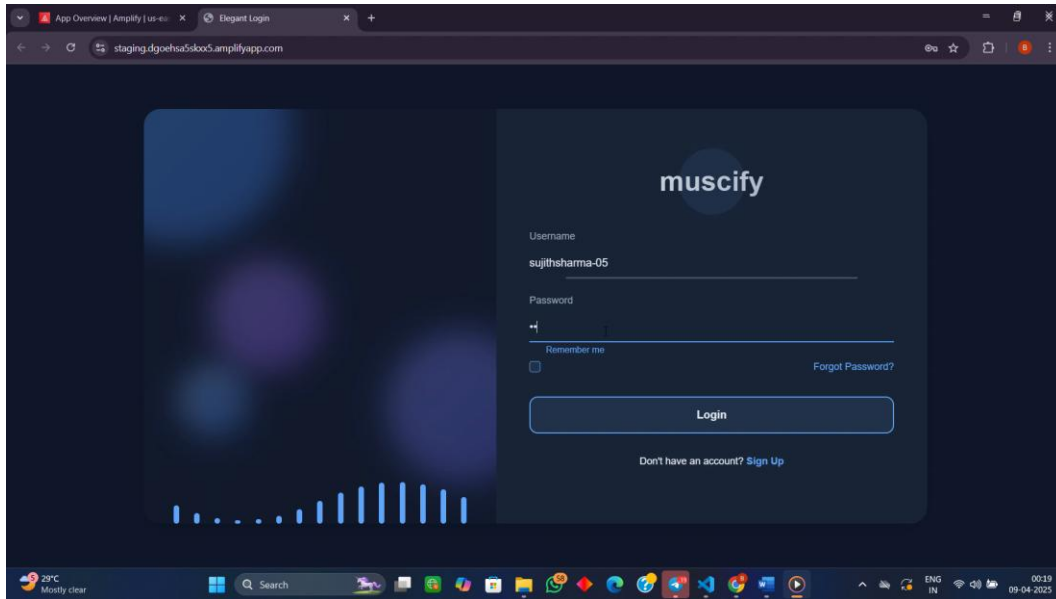 App Overview | Amplify | us-ea
Elegant Login
staging.dgoehsa5skxx5.amplifyapp.com
B
muscify
Username
sujithsharma-05
Password
**
Remember me
Forgot Password?
Login
Don't have an account? Sign Up
5
29°C
Mostly clear
Search
58
ENG
IN
00:19
09-04-2025